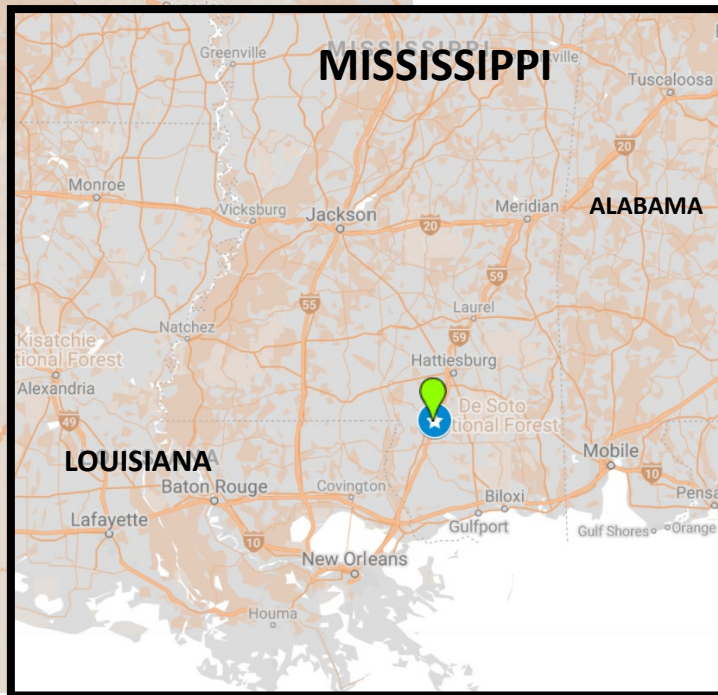 Greenville
MISSISSIPPI
MISSISSIPPI
Tuscaloosa
20
Monroe
ALABAMA
Vicksburg
Jackson
Meridian
20
59
55
Laurel
59
Natchez
Kisatchie
tional Forest
Hattiesburg
Alexandria
De Soto
tional Forest
49
LOUISIANA
Mobile
10
Baton Rouge
Covington
Biloxi
Pensa
Lafayette
Gulfport
Gulf Shores
Orange
10
New Orleans
Houma